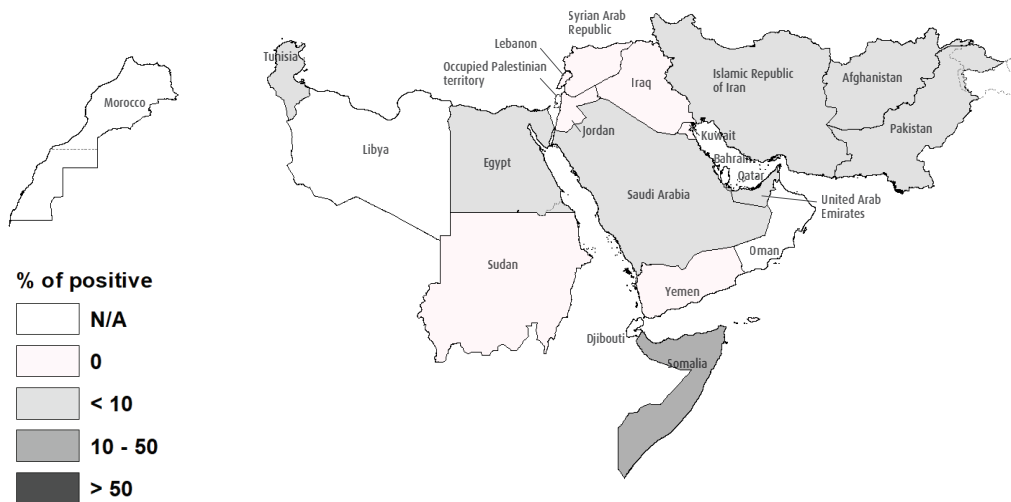 Syrian Arab
Republic
Lebanon
Occupied Palestinian
territory
Tunisia
Morocco
Iraq
Islamic Republic
of Iran
Afghanistan
Pakistan
Jordan
Kuwait
Libya
Egypt
Bahrain
Qatar
Saudi Arabia
United Arab
Emirates
Oman
Sudan
Yemen
Djibouti
Somalia
% of positive
N/A
0
< 10
10 - 50
> 50